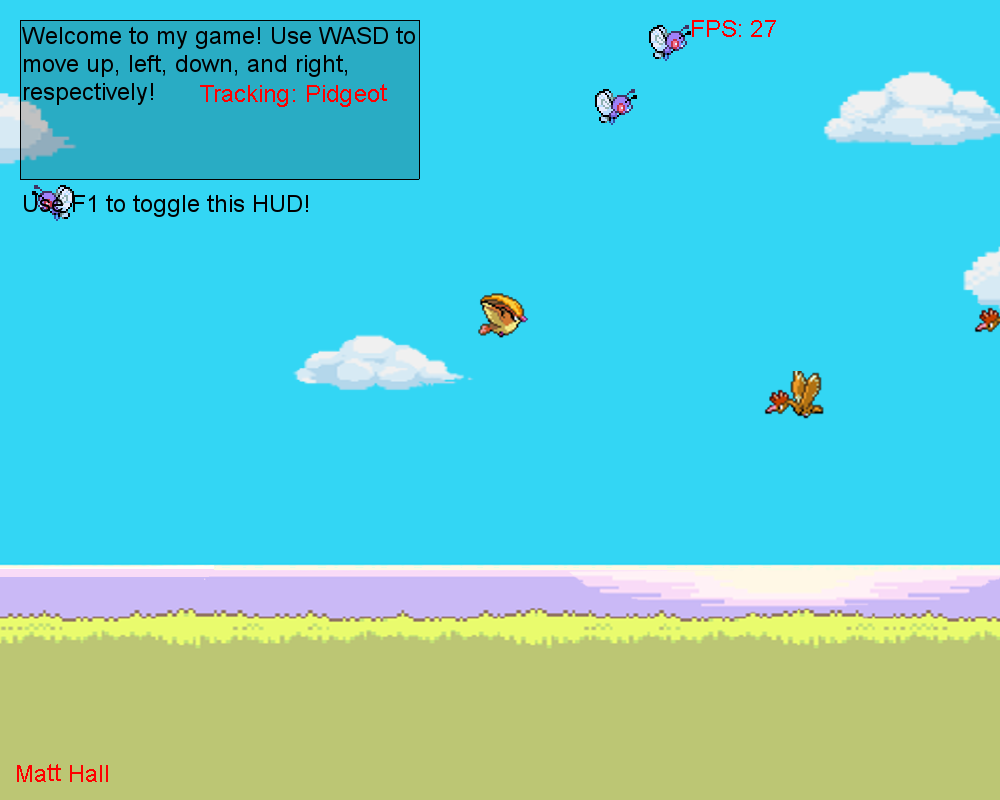 Welcome to my game! Use WASD to
move up, left, down, and right,
respectively!
Tracking: Pidgeot
FPS: 27
Use F1 to toggle this HUD!
Matt Hall